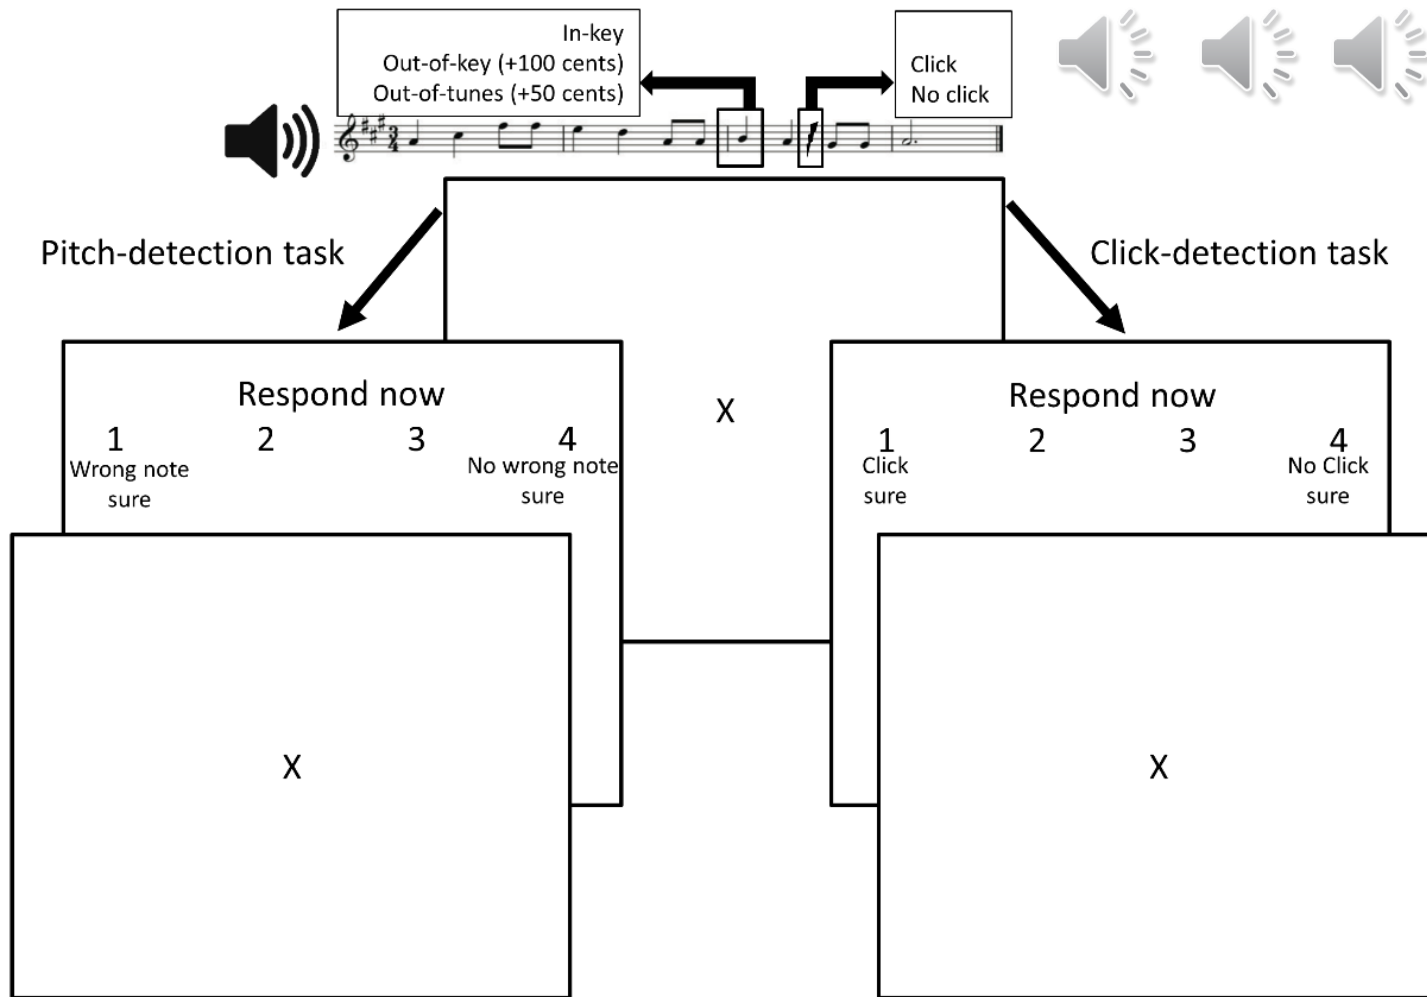 In-key
Out-of-key (+100 cents)
Out-of-tunes (+50 cents)
Click
No click
3
4
Pitch-detection task
Click-detection task
X
Respond now
1 2 3 4
Wrong note
sure
No wrong note
sure
Respond now
1 2 3 4
Click
sure
No Click
sure
X
X